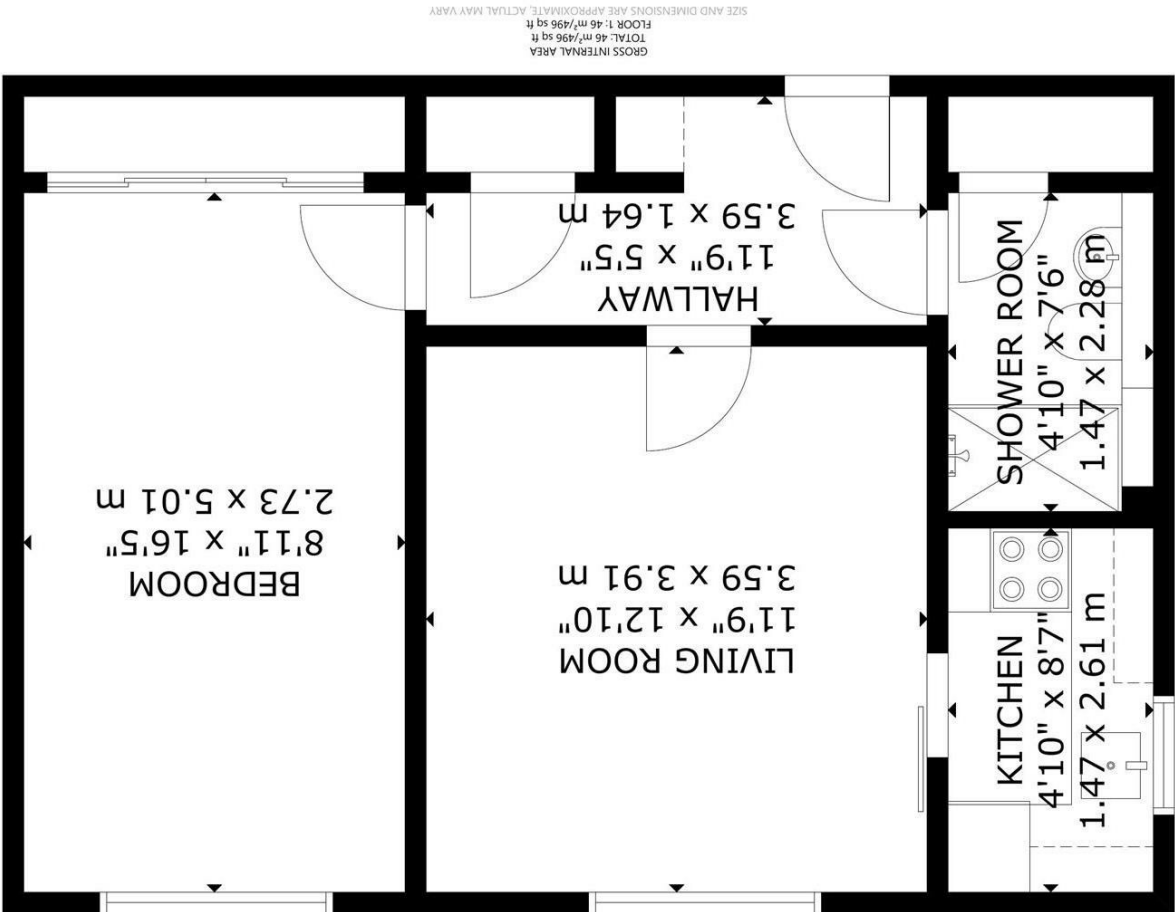 BEDROOM
8'11" x 16'5"
2.73 x 5.01 m
LIVING ROOM
11'9" x 12'10"
3.59 x 3.91 m
HALLWAY
11'9" x 5'5"
3.59 x 1.64 m
SHOWER ROOM
4'10" x 7'6"
1.47 x 2.28 m
KITCHEN
4'10" x 8'7"
1.47 x 2.61 m
GROSS INTERNAL AREA
TOTAL: 46 m²/496 sq ft
FLOOR 1: 46 m²/496 sq ft
SIZE AND DIMENSIONS ARE APPROXIMATE, ACTUAL MAY VARY